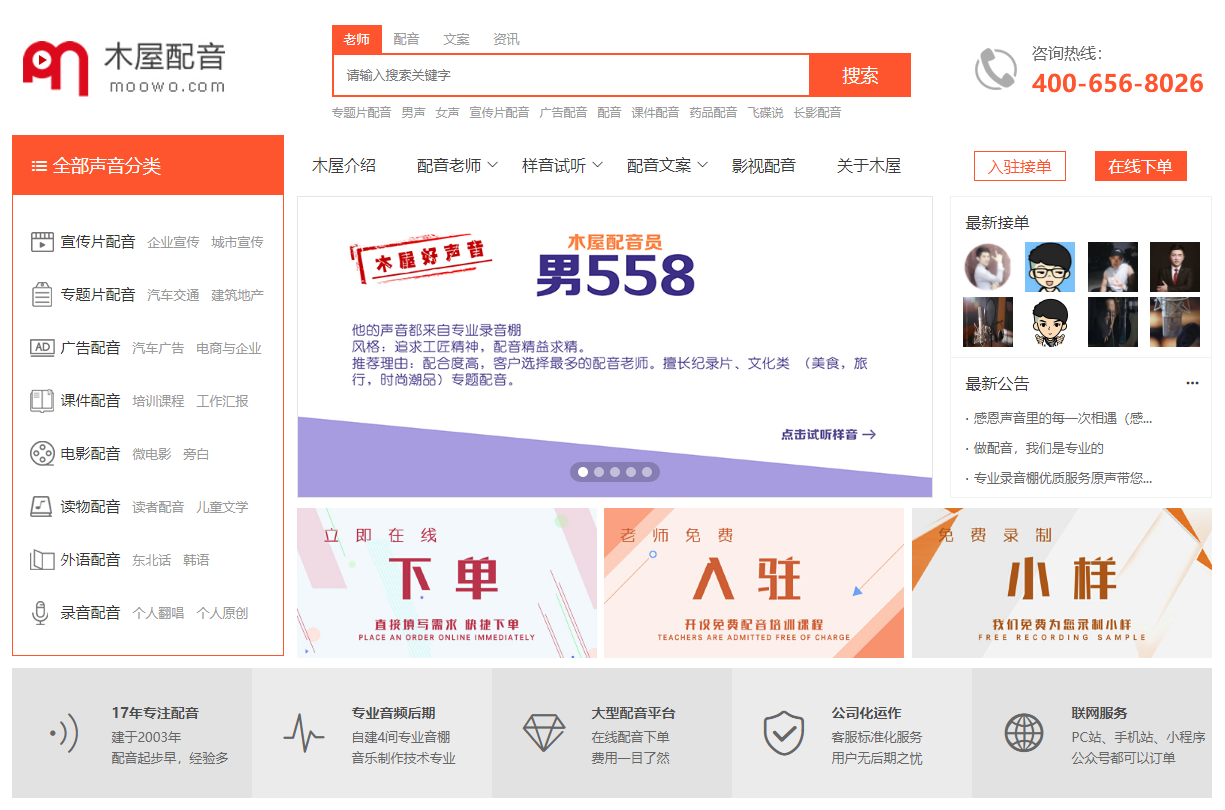 木屋配音
moowo.com
老师 配音 文案 资讯
请输入搜索关键字 搜索
专题片配音 男声 女声 宣传片配音 广告配音 配音 课件配音 药品配音 飞碟说 长影配音
咨询热线：
400-656-8026
全部声音分类
木屋介绍 配音老师 样音试听 配音文案 影视配音 关于木屋
入驻接单 在线下单
宣传片配音 企业宣传 城市宣传
专题片配音 汽车交通 建筑地产
AD 广告配音 汽车广告 电商与企业
课件配音 培训课程 工作汇报
电影配音 微电影 旁白
读物配音 读者配音 儿童文学
外语配音 东北话 韩语
录音配音 个人翻唱 个人原创
木屋好声音
木屋配音员
男558
他的声音都来自专业录音棚
风格：追求工匠精神，配音精益求精。
推荐理由：配合度高，客户选择最多的配音老师。擅长纪录片、文化类 （美食，旅
行，时尚潮品）专题配音。
点击试听样音 →
最新接单
最新公告 ...
· 感恩声音里的每一次相遇（感...
· 做配音，我们是专业的
· 专业录音棚优质服务原声带您...
立即在线
下单
直接填写需求 快捷下单
PLACE AN ORDER ONLINE IMMEDIATELY
老师免费
入驻
开设免费配音培训课程
TEACHERS ARE ADMITTED FREE OF CHARGE
免费录制
小样
我们免费为您录制小样
FREE RECORDING SAMPLE
17年专注配音
建于2003年
配音起步早，经验多
专业音频后期
自建4间专业音棚
音乐制作技术专业
大型配音平台
在线配音下单
费用一目了然
公司化运作
客服标准化服务
用户无后期之忧
联网服务
PC站、手机站、小程序
公众号都可以订单